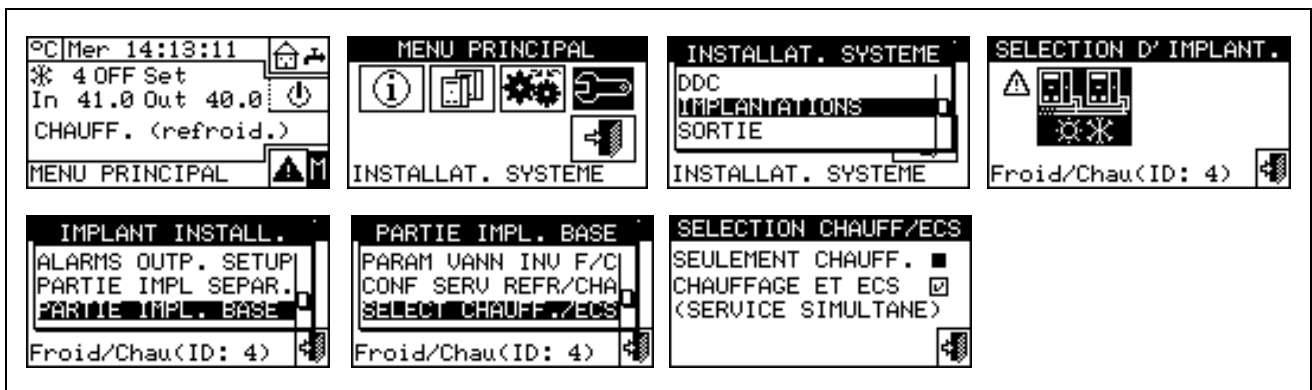 °C Mer 14:13:11
4 OFF Set
In 41.0 Out 40.0
CHAUFF. (refroid.)
MENU PRINCIPAL M
MENU PRINCIPAL
i
INSTALLAT. SYSTEME
INSTALLAT. SYSTEME
DDC
IMPLANTATIONS
SORTIE
INSTALLAT. SYSTEME
SELECTION D'IMPLANT.
Froid/Chau(ID: 4)
IMPLANT INSTALL.
ALARMS OUTP. SETUP
PARTIE IMPL SEPAR.
PARTIE IMPL. BASE
Froid/Chau(ID: 4)
PARTIE IMPL. BASE
PARAM VANN INV F/C
CONF SERV REFR/CHA
SELECT CHAUFF./ECS
Froid/Chau(ID: 4)
SELECTION CHAUFF/ECS
SEULEMENT CHAUFF.
CHAUFFAGE ET ECS
(SERVICE SIMULTANE)